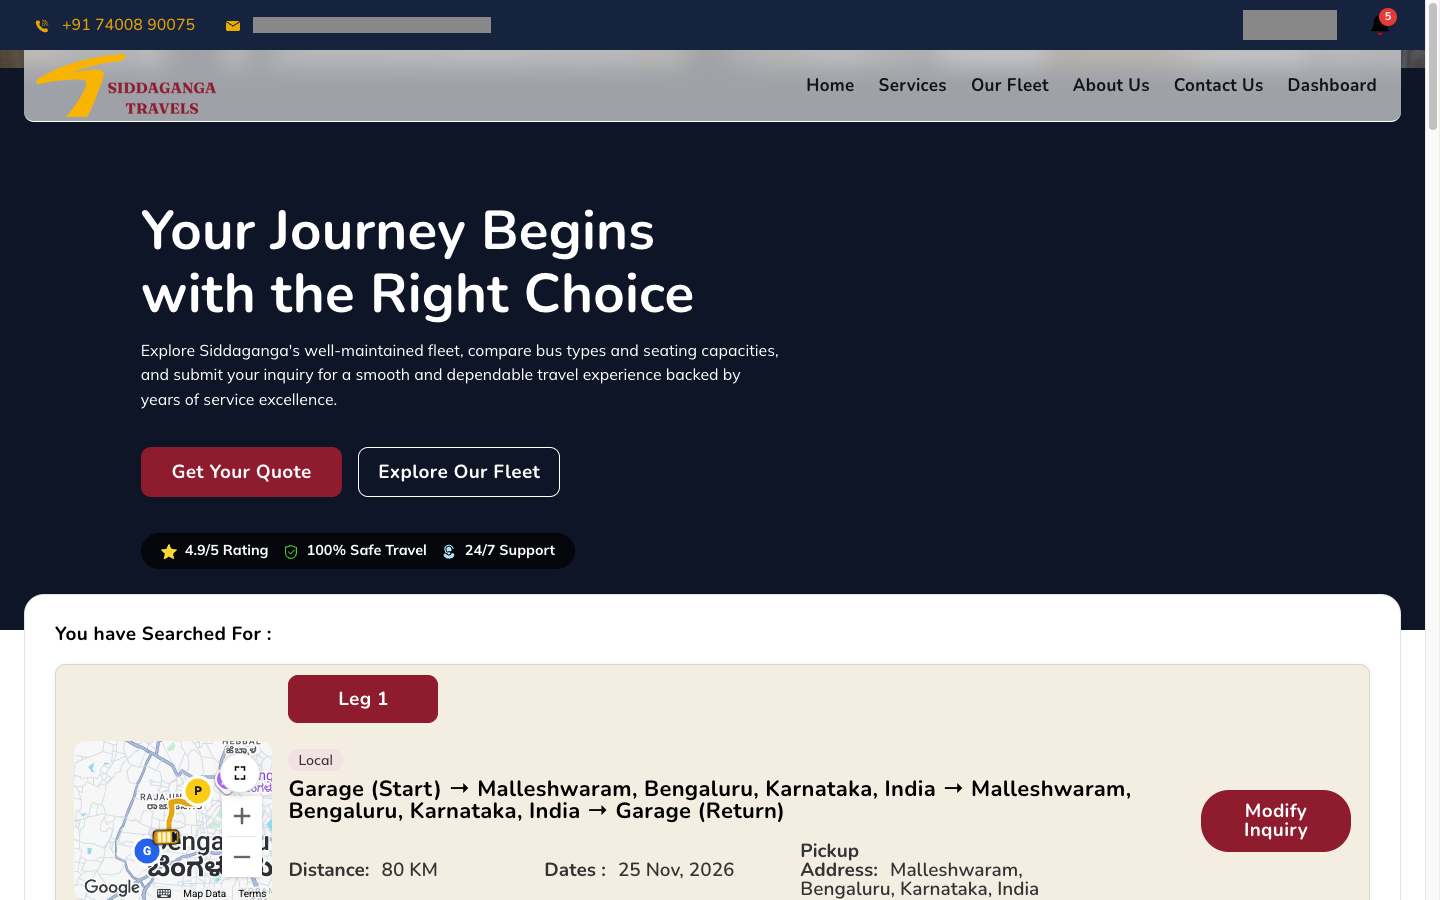 +91 74008 90075
5
SIDDAGANGA
TRAVELS
Home Services Our Fleet About Us Contact Us Dashboard
Your Journey Begins
with the Right Choice
Explore Siddaganga's well-maintained fleet, compare bus types and seating capacities,
and submit your inquiry for a smooth and dependable travel experience backed by
years of service excellence.
Get Your Quote
Explore Our Fleet
4.9/5 Rating 100% Safe Travel 24/7 Support
You have Searched For :
Leg 1
Local
Garage (Start) → Malleshwaram, Bengaluru, Karnataka, India → Malleshwaram,
Bengaluru, Karnataka, India → Garage (Return)
Modify
Inquiry
Distance: 80 KM
Dates : 25 Nov, 2026
Pickup
Address: Malleshwaram,
Bengaluru, Karnataka, India
P
G
Google
Map Data
Terms